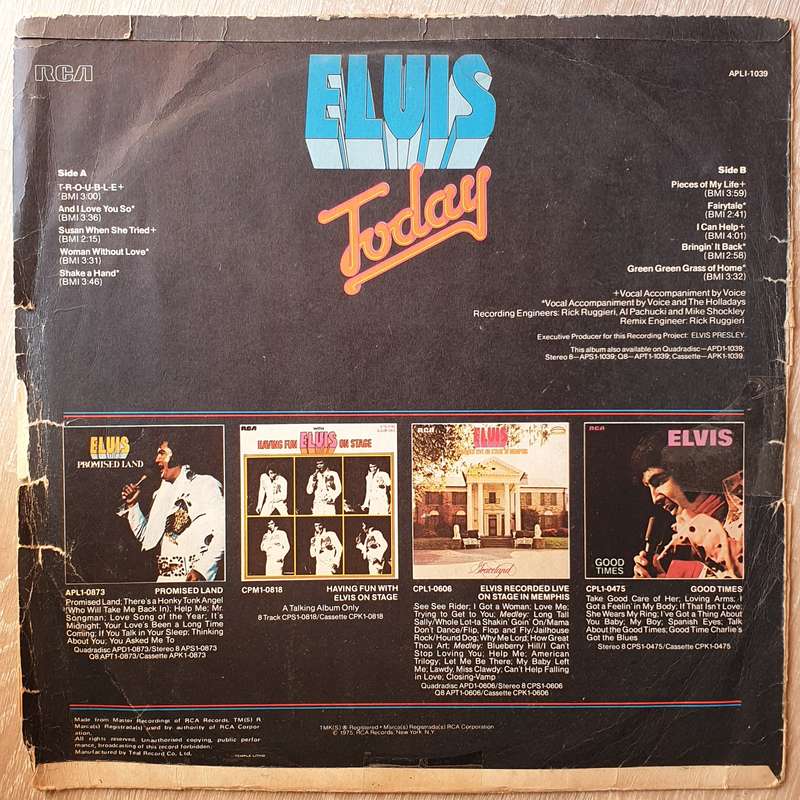 RCA
APLI-1039
ELVIS
Today
Side A
T-R-O-U-B-L-E+
(BMI 3:00)
And I Love You So*
(BMI 3:36)
Susan When She Tried+
(BMI 2:15)
Woman Without Love*
(BMI 3:31)
Shake a Hand*
(BMI 3:46)
Side B
Pieces of My Life+
(BMI 3:59)
Fairytale*
(BMI 2:41)
I Can Help+
(BMI 4:01)
Bringin' It Back*
(BMI 2:58)
Green Green Grass of Home*
(BMI 3:32)
+Vocal Accompaniment by Voice
*Vocal Accompaniment by Voice and The Holladays
Recording Engineers: Rick Ruggieri, Al Pachucki and Mike Shockley
Remix Engineer: Rick Ruggieri
Executive Producer for this Recording Project: ELVIS PRESLEY.
This album also available on Quadradisc—APD1-1039;
Stereo 8—APS1-1039; Q8—APT1-1039; Cassette—APK1-1039.
ELVIS
PROMISED LAND
APL1-0873 PROMISED LAND
Promised Land; There's a Honky Tonk Angel
(Who Will Take Me Back In); Help Me; Mr.
Songman; Love Song of the Year; It's
Midnight; Your Love's Been a Long Time
Coming; If You Talk in Your Sleep; Thinking
About You; You Asked Me To
Quadradisc APD1-0873/Stereo 8 APS1-0873
Q8 APT1-0873/Cassette APK1-0873
RCA
HAVING FUN with ELVIS ON STAGE
CPM1-0818 HAVING FUN WITH
ELVIS ON STAGE
A Talking Album Only
8 Track CPS1-0818/Cassette CPK1-0818
RCA
ELVIS
RECORDED LIVE ON STAGE IN MEMPHIS
Graceland
CPL1-0606 ELVIS RECORDED LIVE
ON STAGE IN MEMPHIS
See See Rider; I Got a Woman; Love Me;
Trying to Get to You; Medley: Long Tall
Sally/Whole Lot-ta Shakin' Goin' On/Mama
Don't Dance/Flip, Flop and Fly/Jailhouse
Rock/Hound Dog; Why Me Lord; How Great
Thou Art; Medley: Blueberry Hill/I Can't
Stop Loving You; Help Me; American
Trilogy; Let Me Be There; My Baby Left
Me; Lawdy, Miss Clawdy; Can't Help Falling
in Love; Closing-Vamp
Quadradisc APD1-0606/Stereo 8 CPS1-0606
Q8 APT1-0606/Cassette CPK1-0606
RCA
ELVIS
GOOD
TIMES
CPL1-0475 GOOD TIMES
Take Good Care of Her; Loving Arms; I
Got a Feelin' in My Body; If That Isn't Love;
She Wears My Ring; I've Got a Thing About
You Baby; My Boy; Spanish Eyes; Talk
About the Good Times; Good Time Charlie's
Got the Blues
Stereo 8 CPS1-0475/Cassette CPK1-0475
Made from Master Recordings of RCA Records. TM(S) R
Marca(s) Registrada(s) used by authority of RCA Corpor-
ation.
All rights reserved. Unauthorised copying, public perfor-
mance, broadcasting of this record forbidden.
Manufactured by Teal Record Co, Ltd.
TMK(S) ® Registered • Marca(s) Registrada(s) RCA Corporation
© 1975, RCA Records, New York, N.Y.